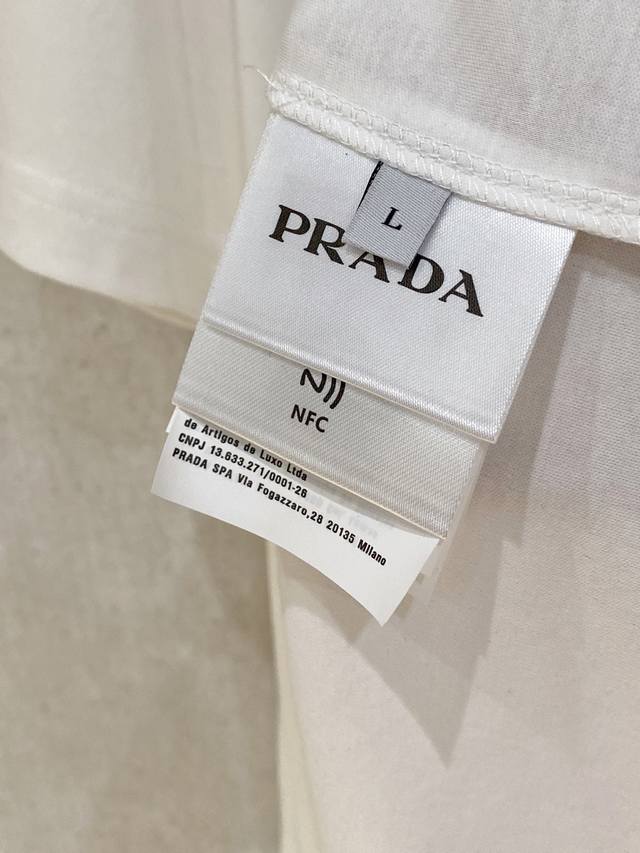 L
PRADA
NFC
de Artigos de Luxo Ltda
CNPJ 13.633.271/0001-26
PRADA SPA Via Fogazzaro,28 20135 Milano